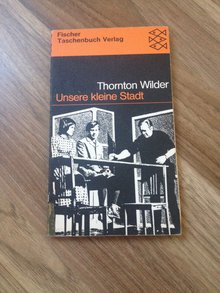 Fischer
Taschenbuch Verlag
Thornton Wilder
Unsere kleine Stadt